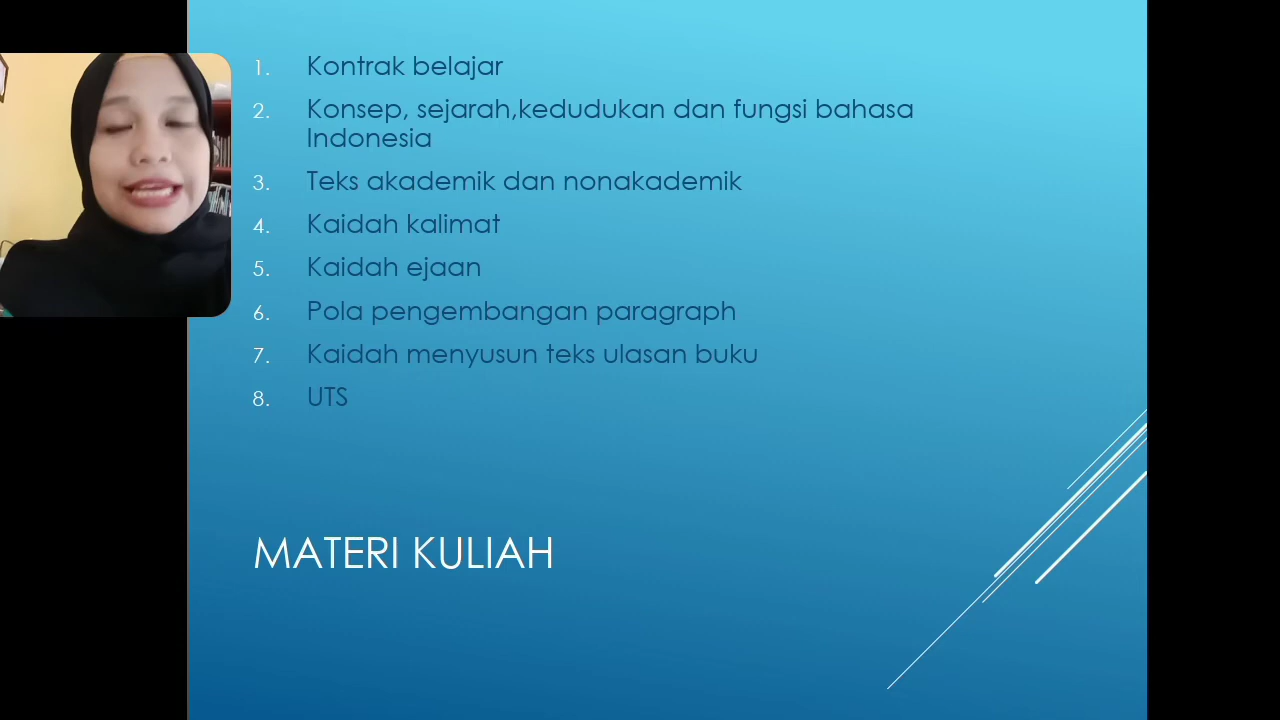 1. Kontrak belajar
2. Konsep, sejarah,kedudukan dan fungsi bahasa
Indonesia
3. Teks akademik dan nonakademik
4. Kaidah kalimat
5. Kaidah ejaan
6. Pola pengembangan paragraph
7. Kaidah menyusun teks ulasan buku
8. UTS
MATERI KULIAH